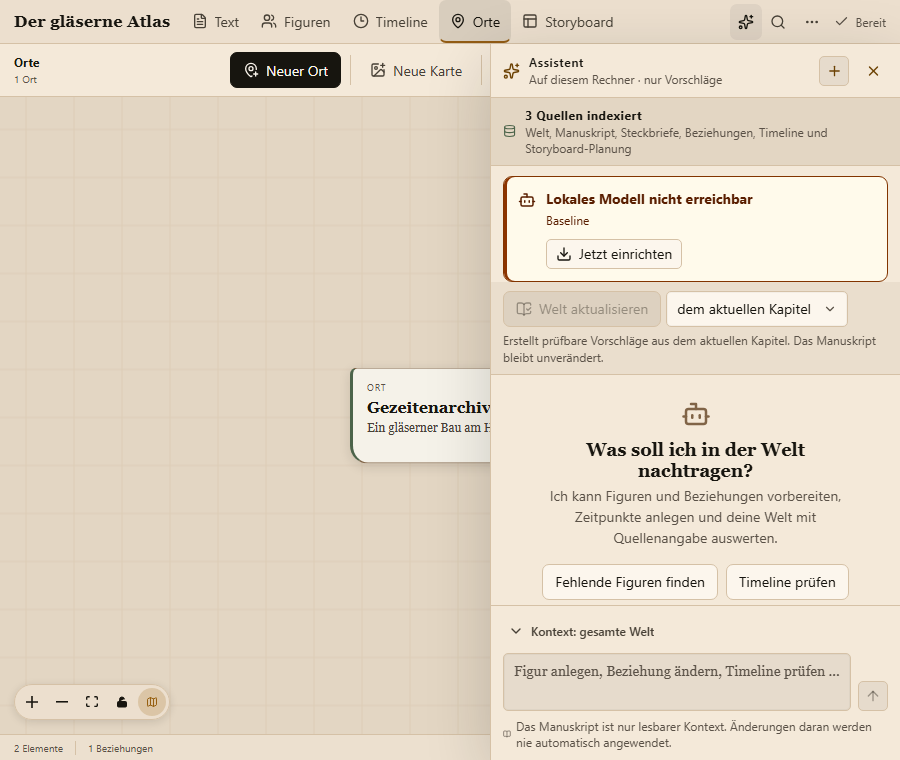 Der gläserne Atlas
Text
Figuren
Timeline
Orte
Storyboard
Bereit
Orte
1 Ort
Neuer Ort
Neue Karte
Assistent
Auf diesem Rechner · nur Vorschläge
3 Quellen indexiert
Welt, Manuskript, Steckbriefe, Beziehungen, Timeline und
Storyboard-Planung
Lokales Modell nicht erreichbar
Baseline
Jetzt einrichten
Welt aktualisieren
dem aktuellen Kapitel
Erstellt prüfbare Vorschläge aus dem aktuellen Kapitel. Das Manuskript
bleibt unverändert.
ORT
Gezeitenarchiv
Ein gläserner Bau am H
Was soll ich in der Welt
nachtragen?
Ich kann Figuren und Beziehungen vorbereiten,
Zeitpunkte anlegen und deine Welt mit
Quellenangabe auswerten.
Fehlende Figuren finden
Timeline prüfen
Kontext: gesamte Welt
Figur anlegen, Beziehung ändern, Timeline prüfen ...
Das Manuskript ist nur lesbarer Kontext. Änderungen daran werden
nie automatisch angewendet.
2 Elemente
1 Beziehungen